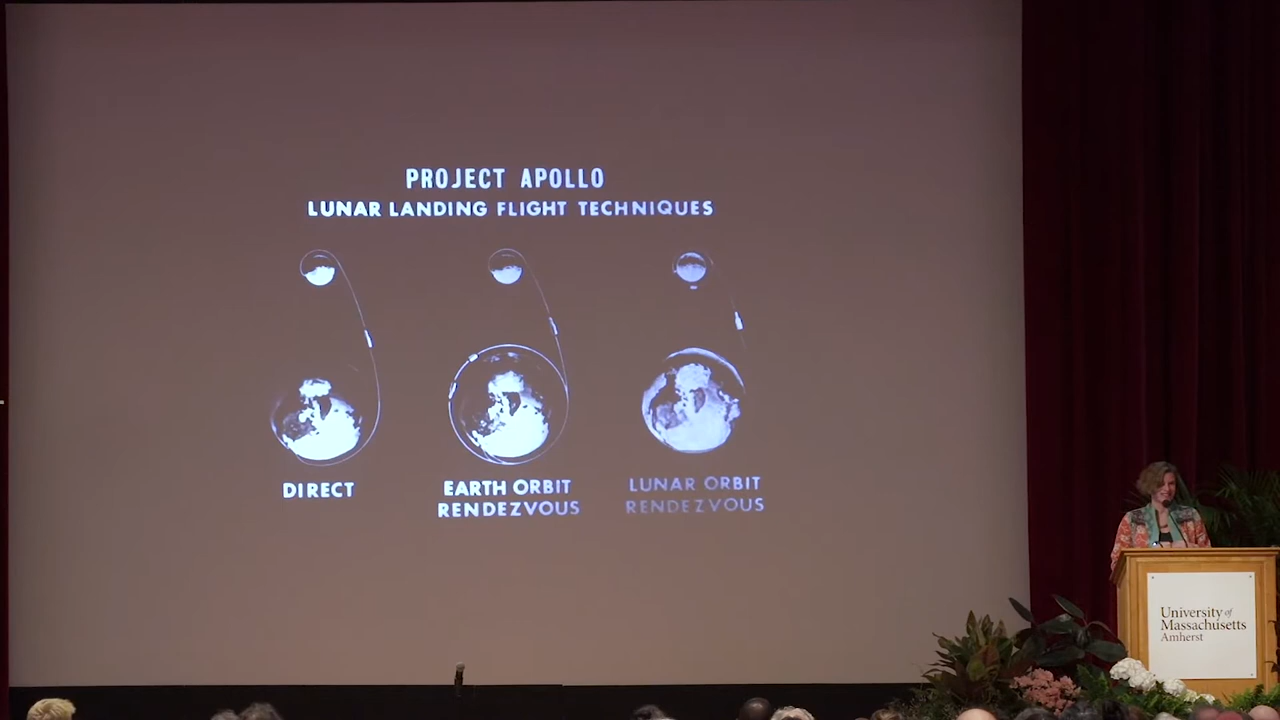 PROJECT APOLLO
LUNAR LANDING FLIGHT TECHNIQUES
DIRECT
EARTH ORBIT
RENDEZVOUS
LUNAR ORBIT
RENDEZVOUS
University of
Massachusetts
Amherst